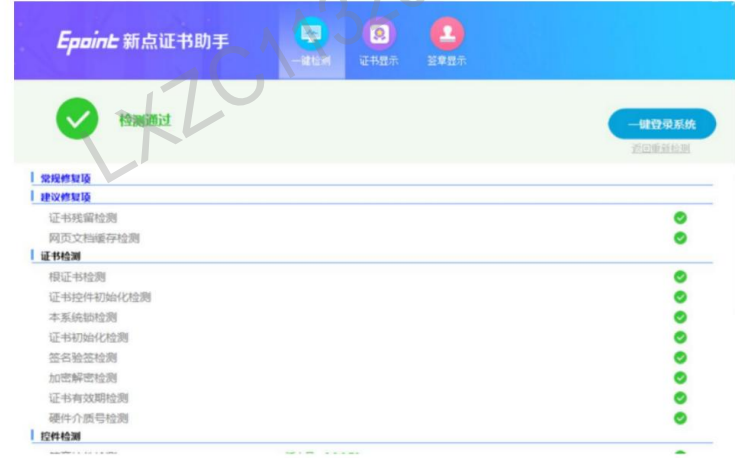 Epoint 新点证书助手
一键检测 证书显示 签章显示
检测通过
一键登录系统
返回重新检测
常规修复项
建议修复项
证书残留检测
网页文档缓存检测
证书检测
根证书检测
证书控件初始化检测
本系统锁检测
证书初始化检测
签名验签检测
加密解密检测
证书有效期检测
硬件介质号检测
控件检测